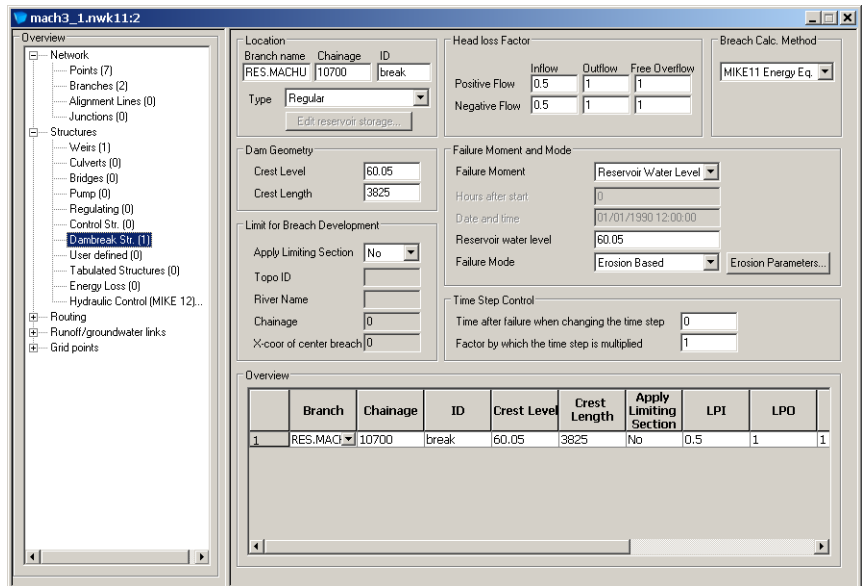 mach3_1.nwk11:2
Overview
Network
Points (7)
Branches (2)
Alignment Lines (0)
Junctions (0)
Structures
Weirs (1)
Culverts (0)
Bridges (0)
Pump (0)
Regulating (0)
Control Str. (0)
Dambreak Str. (1)
User defined (0)
Tabulated Structures (0)
Energy Loss (0)
Hydraulic Control (MIKE 12)...
Routing
Runoff/groundwater links
Grid points
Location
Branch name Chainage ID
RES.MACHU 10700 break
Type Regular
Edit reservoir storage...
Head loss Factor
Inflow Outflow Free Overflow
Positive Flow 0.5 1 1
Negative Flow 0.5 1 1
Breach Calc. Method
MIKE11 Energy Eq.
Dam Geometry
Crest Level 60.05
Crest Length 3825
Limit for Breach Development
Apply Limiting Section No
Topo ID
River Name
Chainage 0
X-coor of center breach 0
Failure Moment and Mode
Failure Moment Reservoir Water Level
Hours after start 0
Date and time 01/01/1990 12:00:00
Reservoir water level 60.05
Failure Mode Erosion Based Erosion Parameters...
Time Step Control
Time after failure when changing the time step 0
Factor by which the time step is multiplied 1
Overview
Branch Chainage ID Crest Level Crest Length Apply Limiting Section LPI LPO
1 RES.MACH 10700 break 60.05 3825 No 0.5 1 1